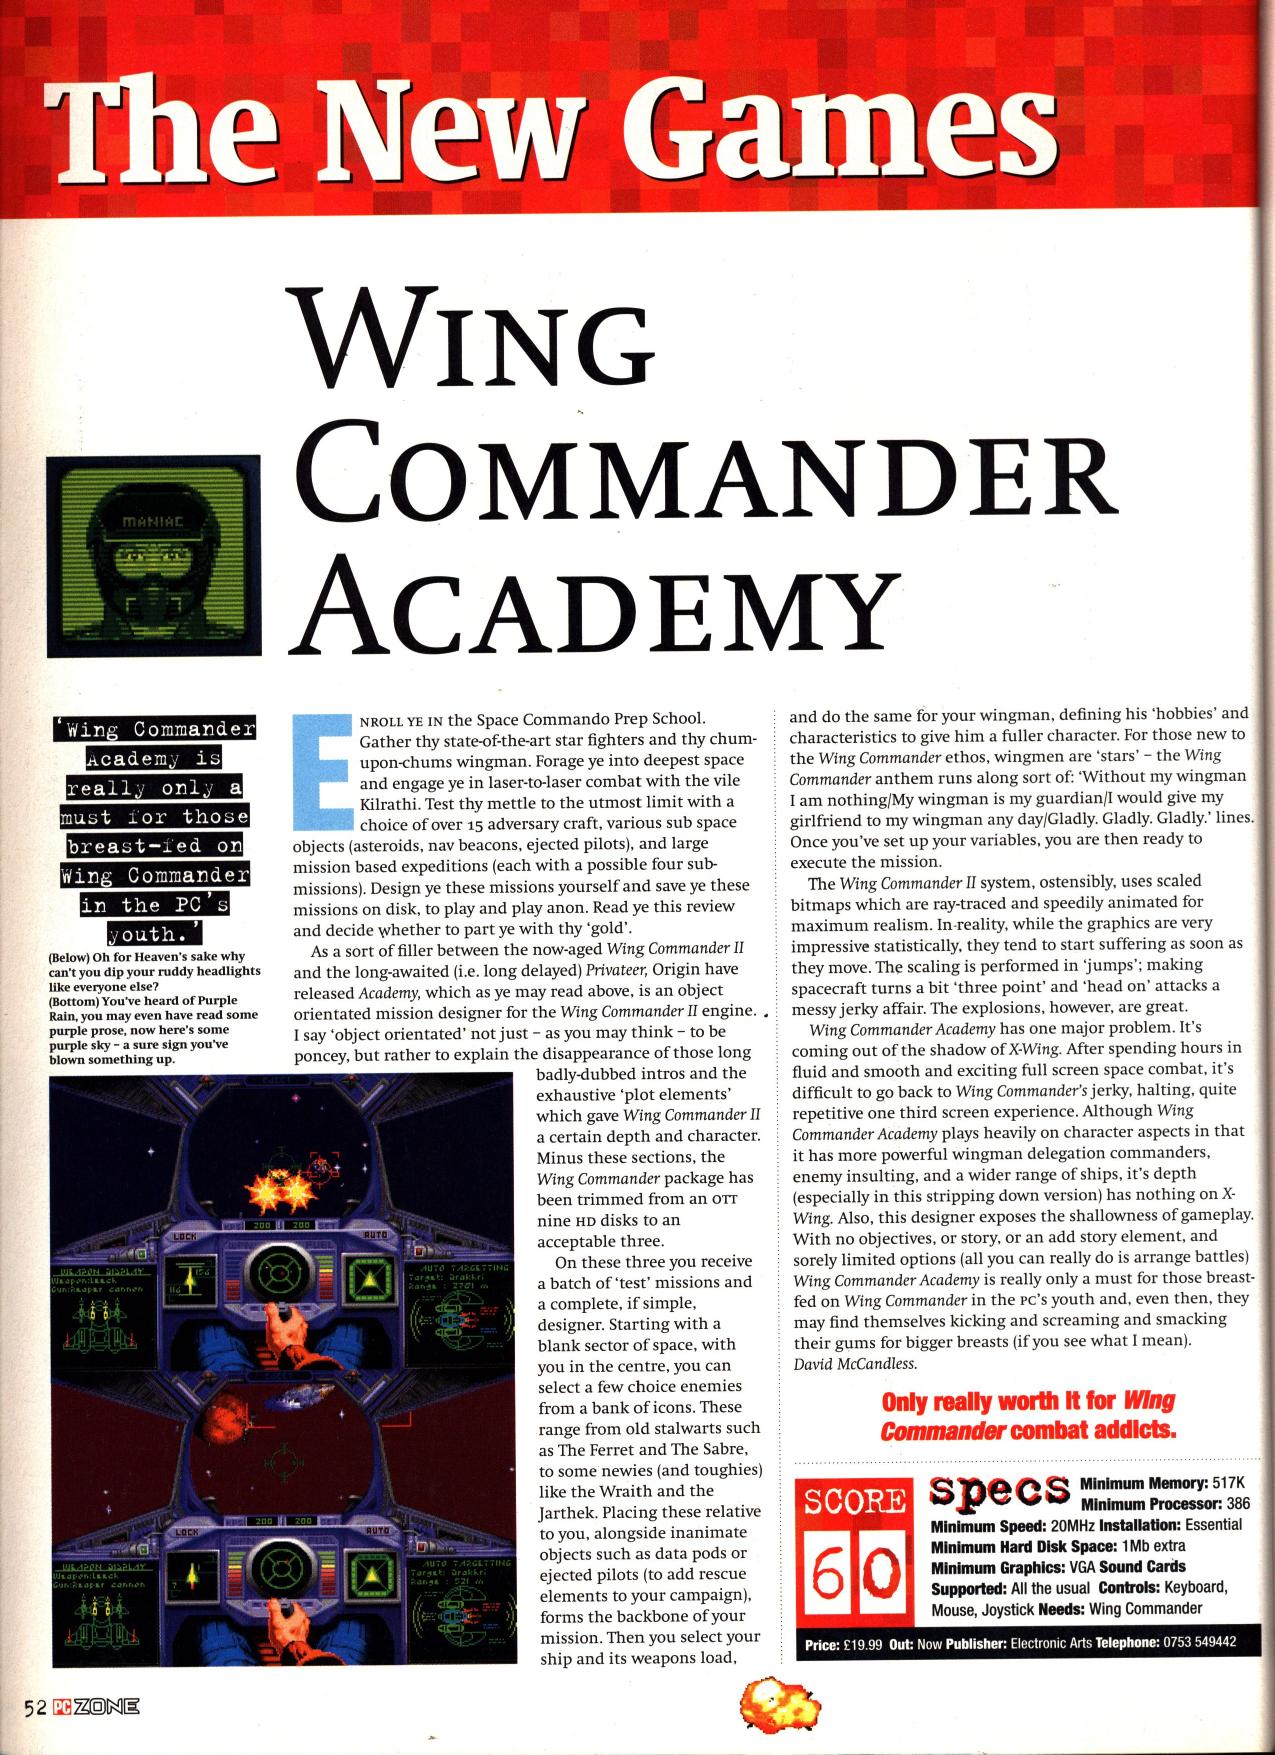 The New Games
WING
COMMANDER
ACADEMY
MANIAC
'Wing Commander
Academy is
really only a
must for those
breast-fed on
Wing Commander
in the PC's
youth.'
(Below) Oh for Heaven's sake why
can't you dip your ruddy headlights
like everyone else?
(Bottom) You've heard of Purple
Rain, you may even have read some
purple prose, now here's some
purple sky – a sure sign you've
blown something up.
ENROLL YE IN the Space Commando Prep School.
Gather thy state-of-the-art star fighters and thy chum-
upon-chums wingman. Forage ye into deepest space
and engage ye in laser-to-laser combat with the vile
Kilrathi. Test thy mettle to the utmost limit with a
choice of over 15 adversary craft, various sub space
objects (asteroids, nav beacons, ejected pilots), and large
mission based expeditions (each with a possible four sub-
missions). Design ye these missions yourself and save ye these
missions on disk, to play and play anon. Read ye this review
and decide whether to part ye with thy 'gold'.
As a sort of filler between the now-aged Wing Commander II
and the long-awaited (i.e. long delayed) Privateer, Origin have
released Academy, which as ye may read above, is an object
orientated mission designer for the Wing Commander II engine.
I say 'object orientated' not just – as you may think – to be
poncey, but rather to explain the disappearance of those long
badly-dubbed intros and the
exhaustive 'plot elements'
which gave Wing Commander II
a certain depth and character.
Minus these sections, the
Wing Commander package has
been trimmed from an OTT
nine HD disks to an
acceptable three.
On these three you receive
a batch of 'test' missions and
a complete, if simple,
designer. Starting with a
blank sector of space, with
you in the centre, you can
select a few choice enemies
from a bank of icons. These
range from old stalwarts such
as The Ferret and The Sabre,
to some newies (and toughies)
like the Wraith and the
Jarthek. Placing these relative
to you, alongside inanimate
objects such as data pods or
ejected pilots (to add rescue
elements to your campaign),
forms the backbone of your
mission. Then you select your
ship and its weapons load,
and do the same for your wingman, defining his 'hobbies' and
characteristics to give him a fuller character. For those new to
the Wing Commander ethos, wingmen are 'stars' – the Wing
Commander anthem runs along sort of: 'Without my wingman
I am nothing/My wingman is my guardian/I would give my
girlfriend to my wingman any day/Gladly. Gladly. Gladly.' lines.
Once you've set up your variables, you are then ready to
execute the mission.
The Wing Commander II system, ostensibly, uses scaled
bitmaps which are ray-traced and speedily animated for
maximum realism. In-reality, while the graphics are very
impressive statistically, they tend to start suffering as soon as
they move. The scaling is performed in 'jumps'; making
spacecraft turns a bit 'three point' and 'head on' attacks a
messy jerky affair. The explosions, however, are great.
Wing Commander Academy has one major problem. It's
coming out of the shadow of X-Wing. After spending hours in
fluid and smooth and exciting full screen space combat, it's
difficult to go back to Wing Commander's jerky, halting, quite
repetitive one third screen experience. Although Wing
Commander Academy plays heavily on character aspects in that
it has more powerful wingman delegation commanders,
enemy insulting, and a wider range of ships, it's depth
(especially in this stripping down version) has nothing on X-
Wing. Also, this designer exposes the shallowness of gameplay.
With no objectives, or story, or an add story element, and
sorely limited options (all you can really do is arrange battles)
Wing Commander Academy is really only a must for those breast-
fed on Wing Commander in the PC's youth and, even then, they
may find themselves kicking and screaming and smacking
their gums for bigger breasts (if you see what I mean).
David McCandless.
Only really worth it for Wing
Commander combat addicts.
SCORE
60
specs Minimum Memory: 517K
Minimum Processor: 386
Minimum Speed: 20MHz Installation: Essential
Minimum Hard Disk Space: 1Mb extra
Minimum Graphics: VGA Sound Cards
Supported: All the usual Controls: Keyboard,
Mouse, Joystick Needs: Wing Commander
Price: £19.99 Out: Now Publisher: Electronic Arts Telephone: 0753 549442
EJECT
200 200
LOCK AUTO
WEAPON DISPLAY
Weapon:Leech
Gun:Reaper cannon
AUTO TARGETTING
Target: Drakhri
Range : 2701 m
200 200
LOCK AUTO
WEAPON DISPLAY
Weapon:Leech
Gun:Reaper cannon
AUTO TARGETTING
Target: Drakhri
Range : 521 m
52 PC ZONE